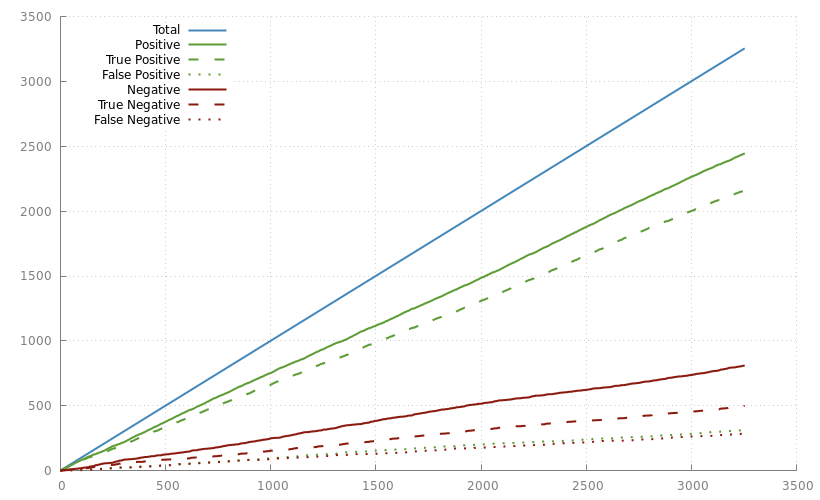 3500
3000
2500
2000
1500
1000
500
0
Total
Positive
True Positive
False Positive
Negative
True Negative
False Negative
0 500 1000 1500 2000 2500 3000 3500